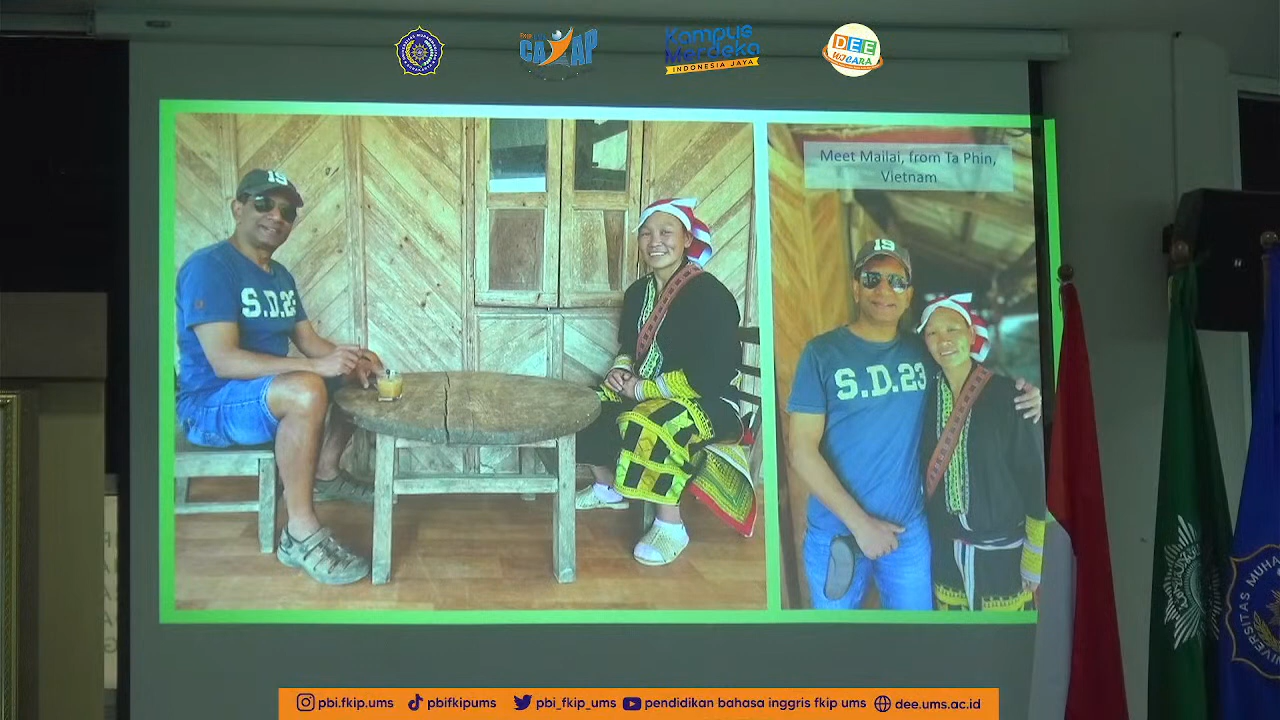 CAKAP
Kampus
Merdeka
INDONESIA JAYA
DEE
WICARA
Meet Mailai, from Ta Phin,
Vietnam
19
S.D.23
19
S.D.23
pbi.fkip.ums
pbifkipums
pbi_fkip_ums
pendidikan bahasa inggris fkip ums
dee.ums.ac.id